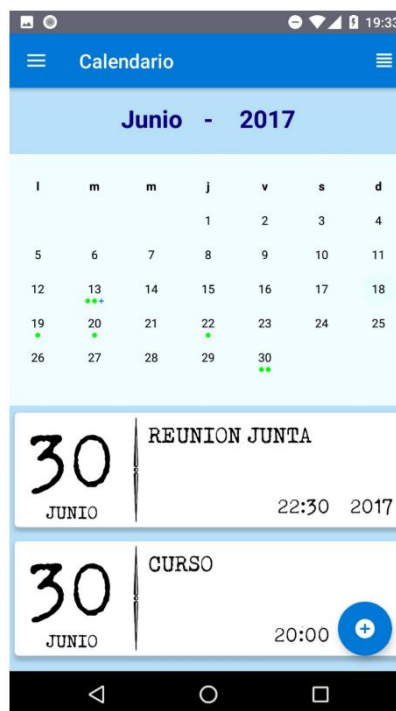 19:33
Calendario
Junio - 2017
l m m j v s d
1 2 3 4
5 6 7 8 9 10 11
12 13 14 15 16 17 18
19 20 21 22 23 24 25
26 27 28 29 30
30 JUNIO
REUNION JUNTA
22:30 2017
30 JUNIO
CURSO
20:00